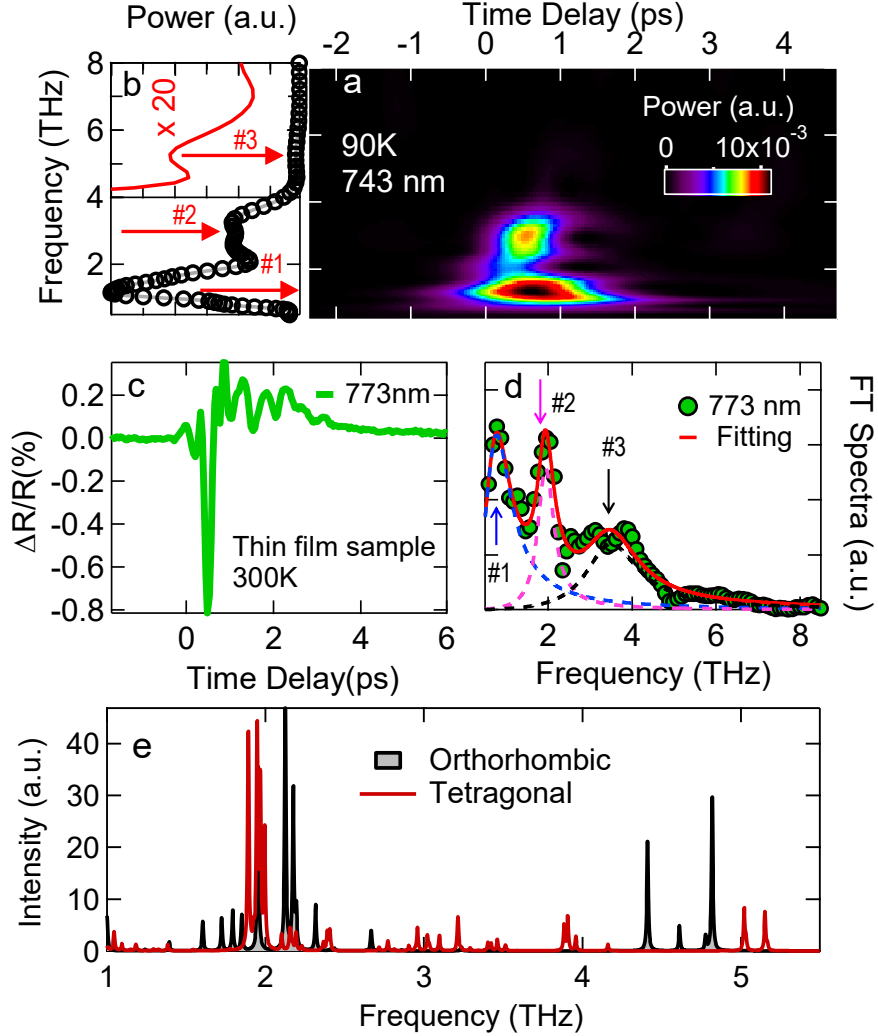 Power (a.u.)
Time Delay (ps)
-2 -1 0 1 2 3 4
Frequency (THz)
8
6
4
2
b
x 20
#3
#2
#1
a
90K
743 nm
Power (a.u.)
0 10x10⁻³
c
773nm
ΔR/R(%)
0.2
0.0
-0.2
-0.4
-0.6
-0.8
Thin film sample
300K
0 2 4 6
Time Delay(ps)
d
773 nm
Fitting
#1
#2
#3
FT Spectra (a.u.)
2 4 6 8
Frequency (THz)
e
Orthorhombic
Tetragonal
Intensity (a.u.)
40
30
20
10
0
1 2 3 4 5
Frequency (THz)